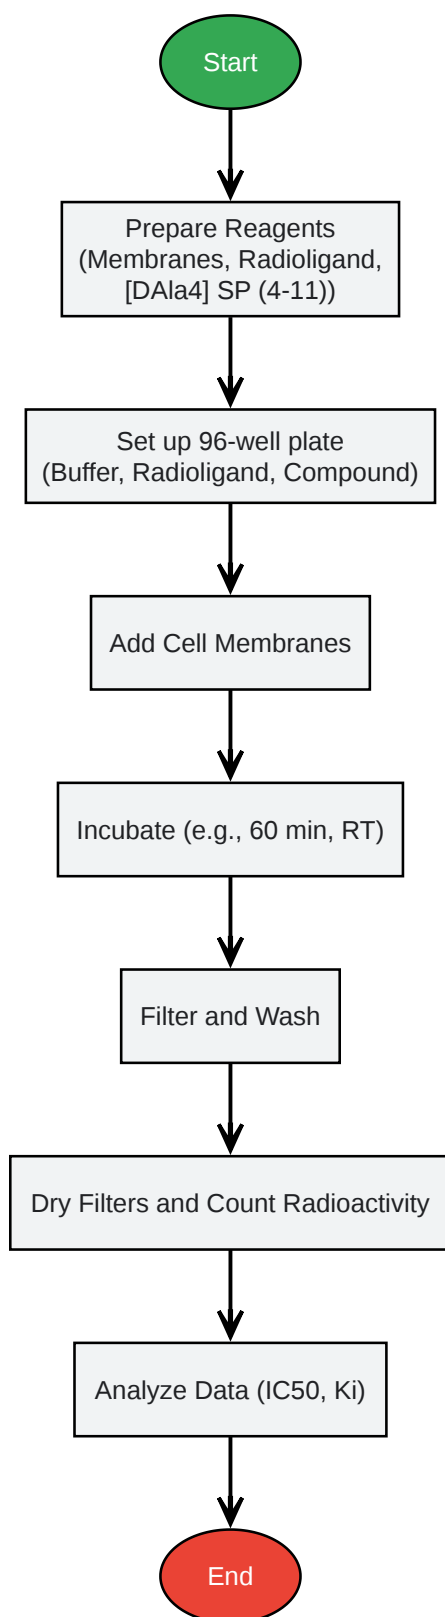 Start
Prepare Reagents
(Membranes, Radioligand,
[DAla4] SP (4-11))
Set up 96-well plate
(Buffer, Radioligand, Compound)
Add Cell Membranes
Incubate (e.g., 60 min, RT)
Filter and Wash
Dry Filters and Count Radioactivity
Analyze Data (IC50, Ki)
End